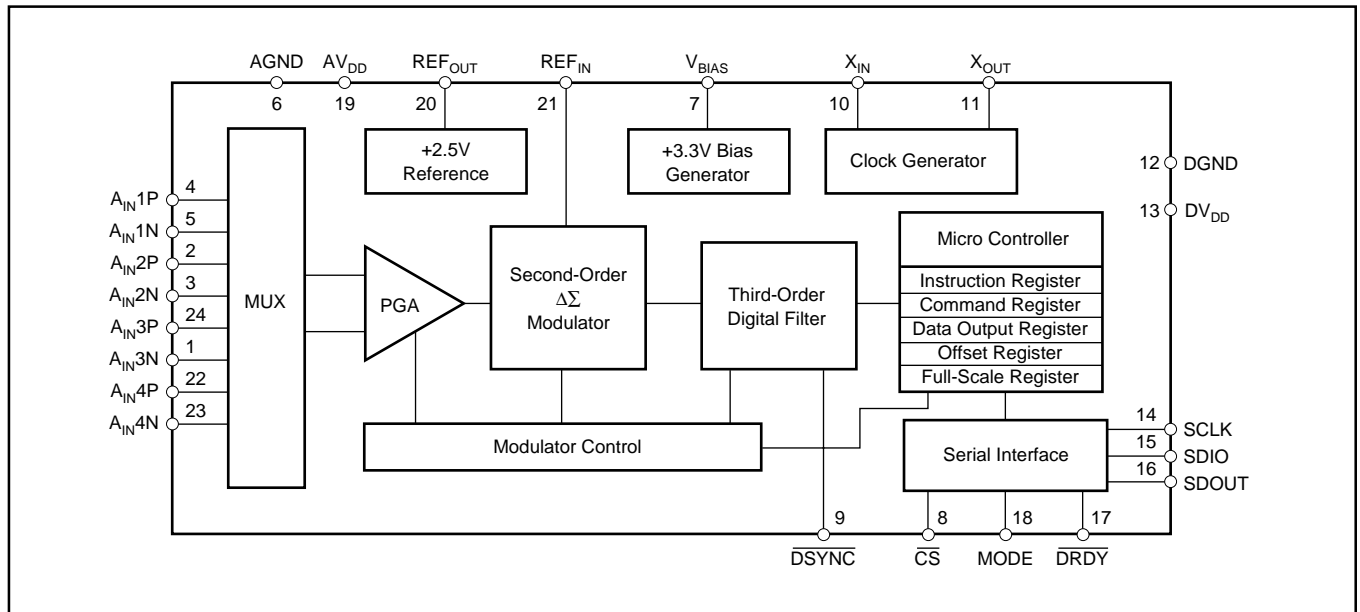 AGND AVDD REFOUT REFIN VBIAS XIN XOUT
6 19 20 21 7 10 11
+2.5V
Reference
+3.3V Bias
Generator
Clock Generator
12 DGND
13 DVDD
AIN1P 4
AIN1N 5
AIN2P 2
AIN2N 3
AIN3P 24
AIN3N 1
AIN4P 22
AIN4N 23
MUX
PGA
Second-Order
ΔΣ
Modulator
Third-Order
Digital Filter
Micro Controller
Instruction Register
Command Register
Data Output Register
Offset Register
Full-Scale Register
Modulator Control
Serial Interface
14 SCLK
15 SDIO
16 SDOUT
9 8 18 17
DSYNC CS MODE DRDY